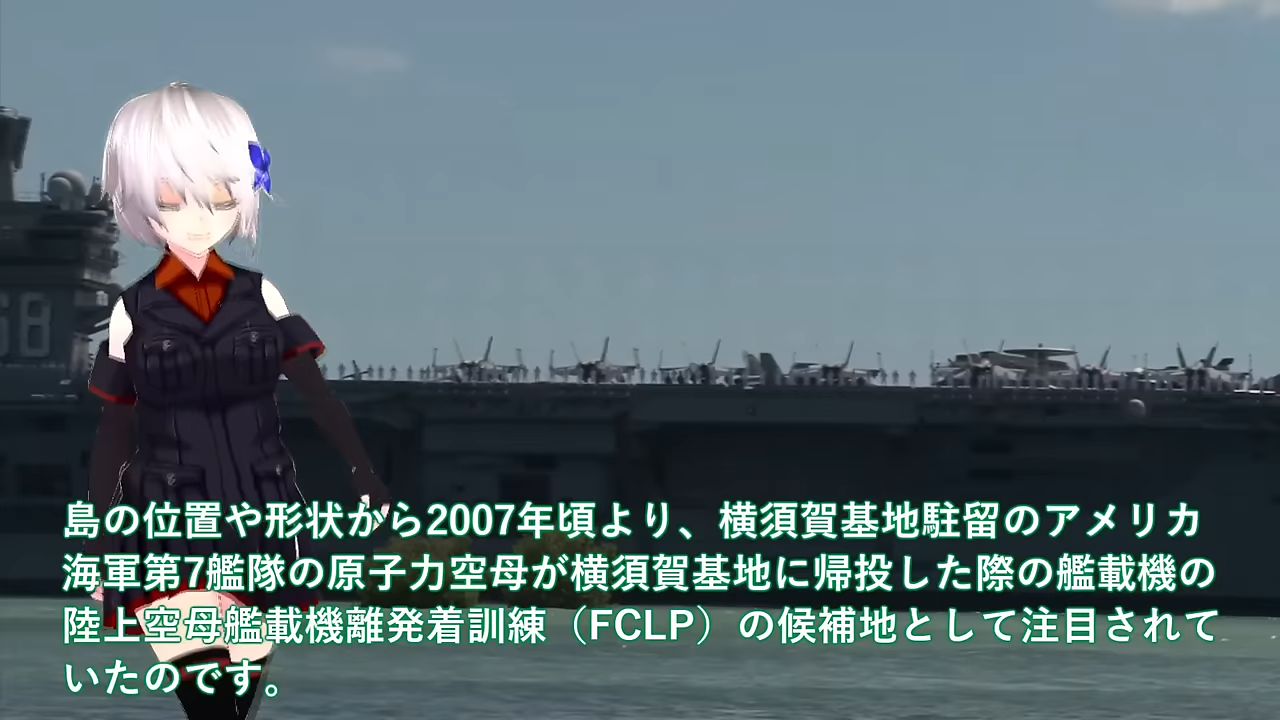 68
島の位置や形状から2007年頃より、横須賀基地駐留のアメリカ
海軍第7艦隊の原子力空母が横須賀基地に帰投した際の艦載機の
陸上空母艦載機離発着訓練（FCLP）の候補地として注目されて
いたのです。